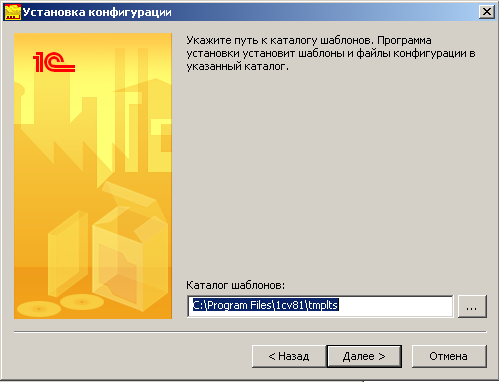 Установка конфигурации
1С
Укажите путь к каталогу шаблонов. Программа
установки установит шаблоны и файлы конфигурации в
указанный каталог.
Каталог шаблонов:
C:\Program Files\1cv81\tmplts
...
< Назад
Далее >
Отмена